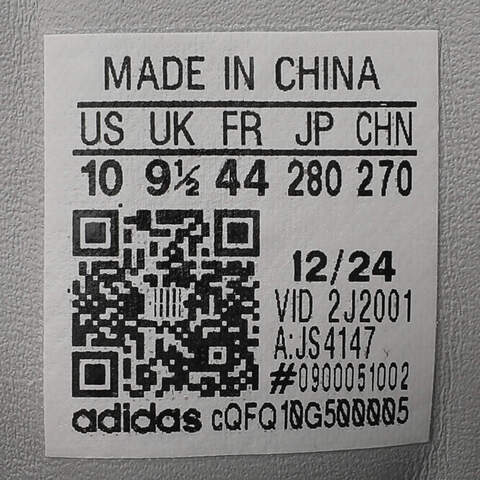 MADE IN CHINA
US UK FR JP CHN
10 9½ 44 280 270
12/24
VID 2J2001
A:JS4147
#0900051002
adidas cQFQ10G500005